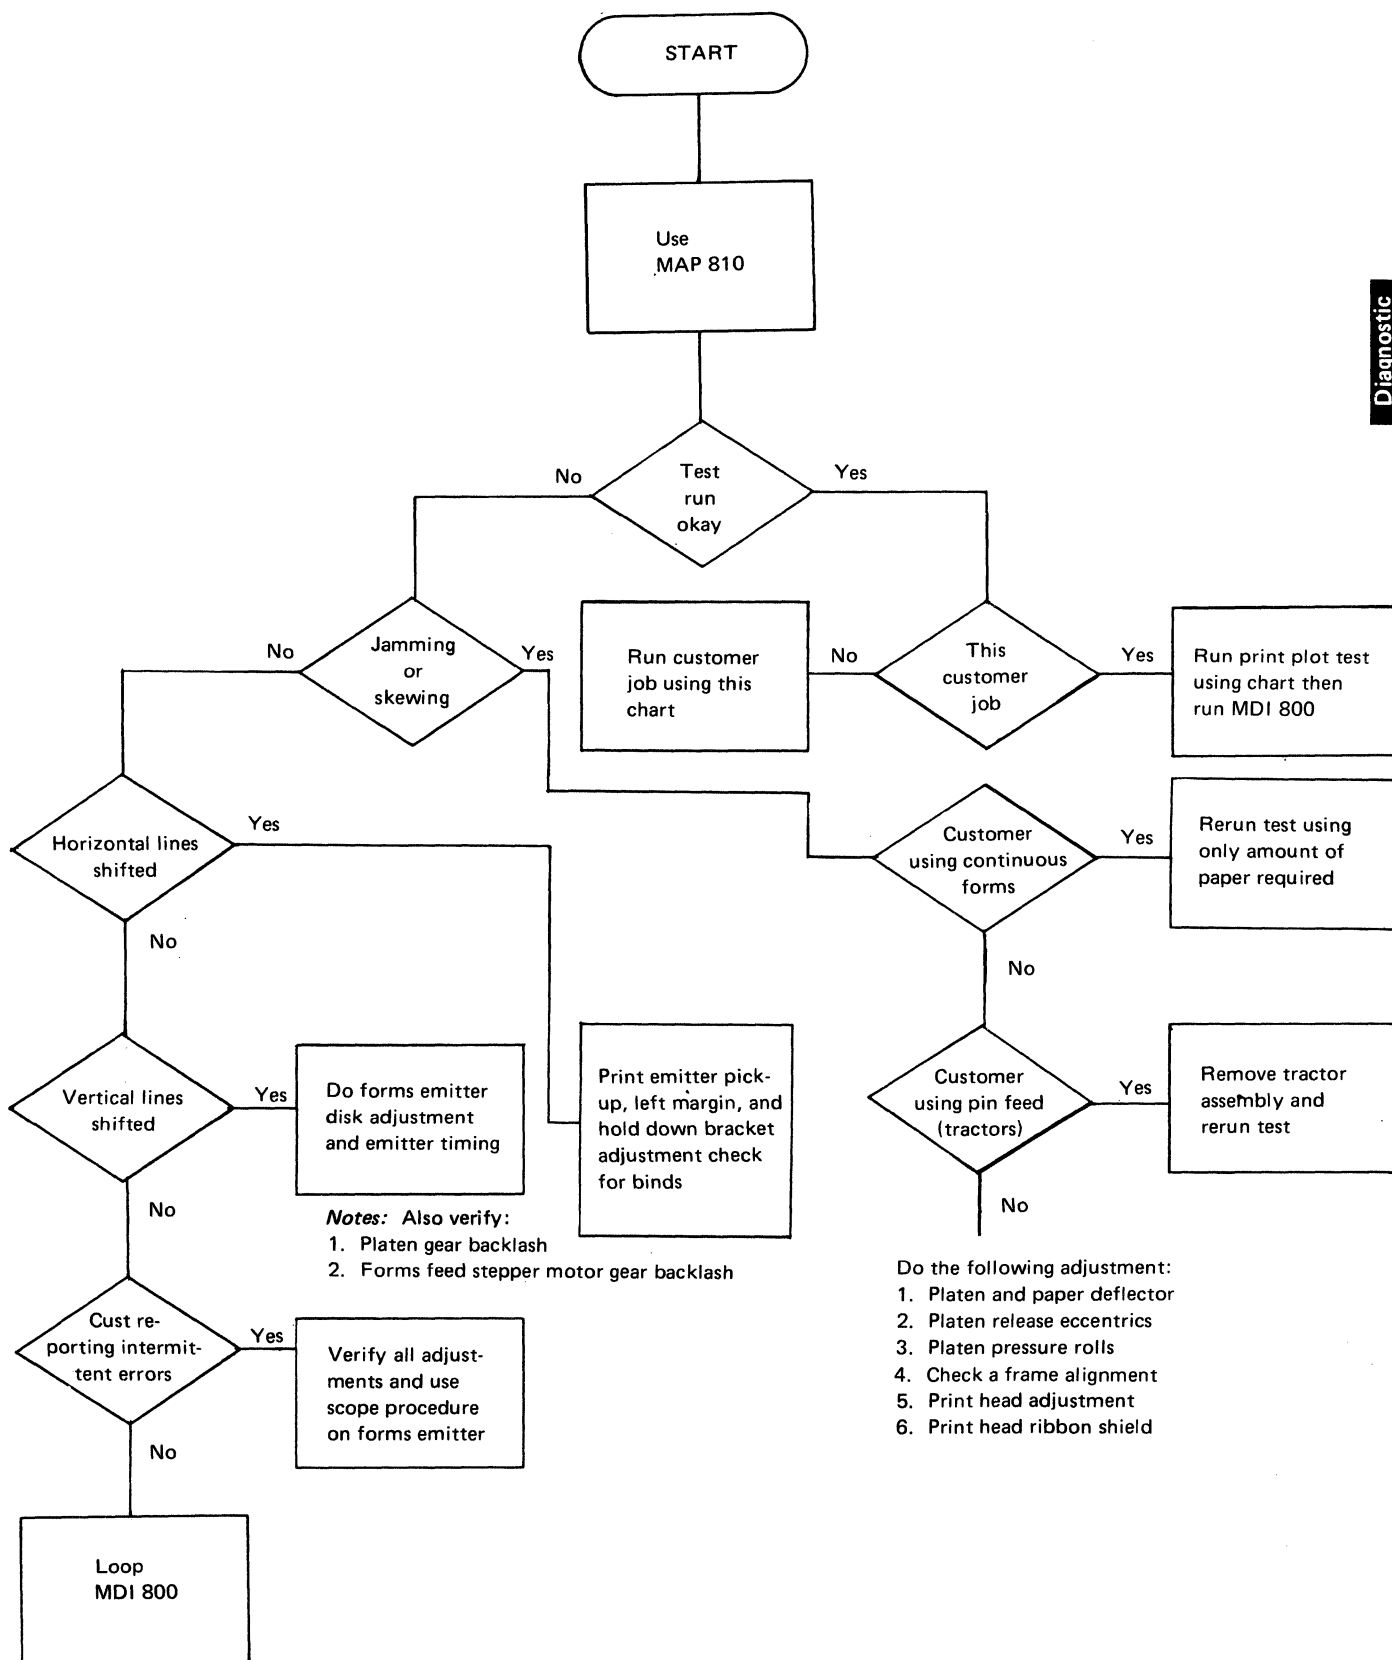 START
Use
MAP 810
Diagnostic
No
Test
run
okay
Yes
No
Jamming
or
skewing
Yes
Run customer
job using this
chart
No
This
customer
job
Yes
Run print plot test
using chart then
run MDI 800
Horizontal lines
shifted
Yes
No
Customer
using continuous
forms
Yes
Rerun test using
only amount of
paper required
No
Vertical lines
shifted
Yes
Do forms emitter
disk adjustment
and emitter timing
Print emitter pick-
up, left margin, and
hold down bracket
adjustment check
for binds
Customer
using pin feed
(tractors)
Yes
Remove tractor
assembly and
rerun test
No
No
Notes: Also verify:
1. Platen gear backlash
2. Forms feed stepper motor gear backlash
Do the following adjustment:
1. Platen and paper deflector
2. Platen release eccentrics
3. Platen pressure rolls
4. Check a frame alignment
5. Print head adjustment
6. Print head ribbon shield
Cust re-
porting intermit-
tent errors
Yes
Verify all adjust-
ments and use
scope procedure
on forms emitter
No
Loop
MDI 800